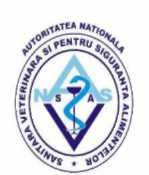 AUTORITATEA NATIONALA
SANITARA VETERINARA SI PENTRU SIGURANTA ALIMENTELOR
N S A S